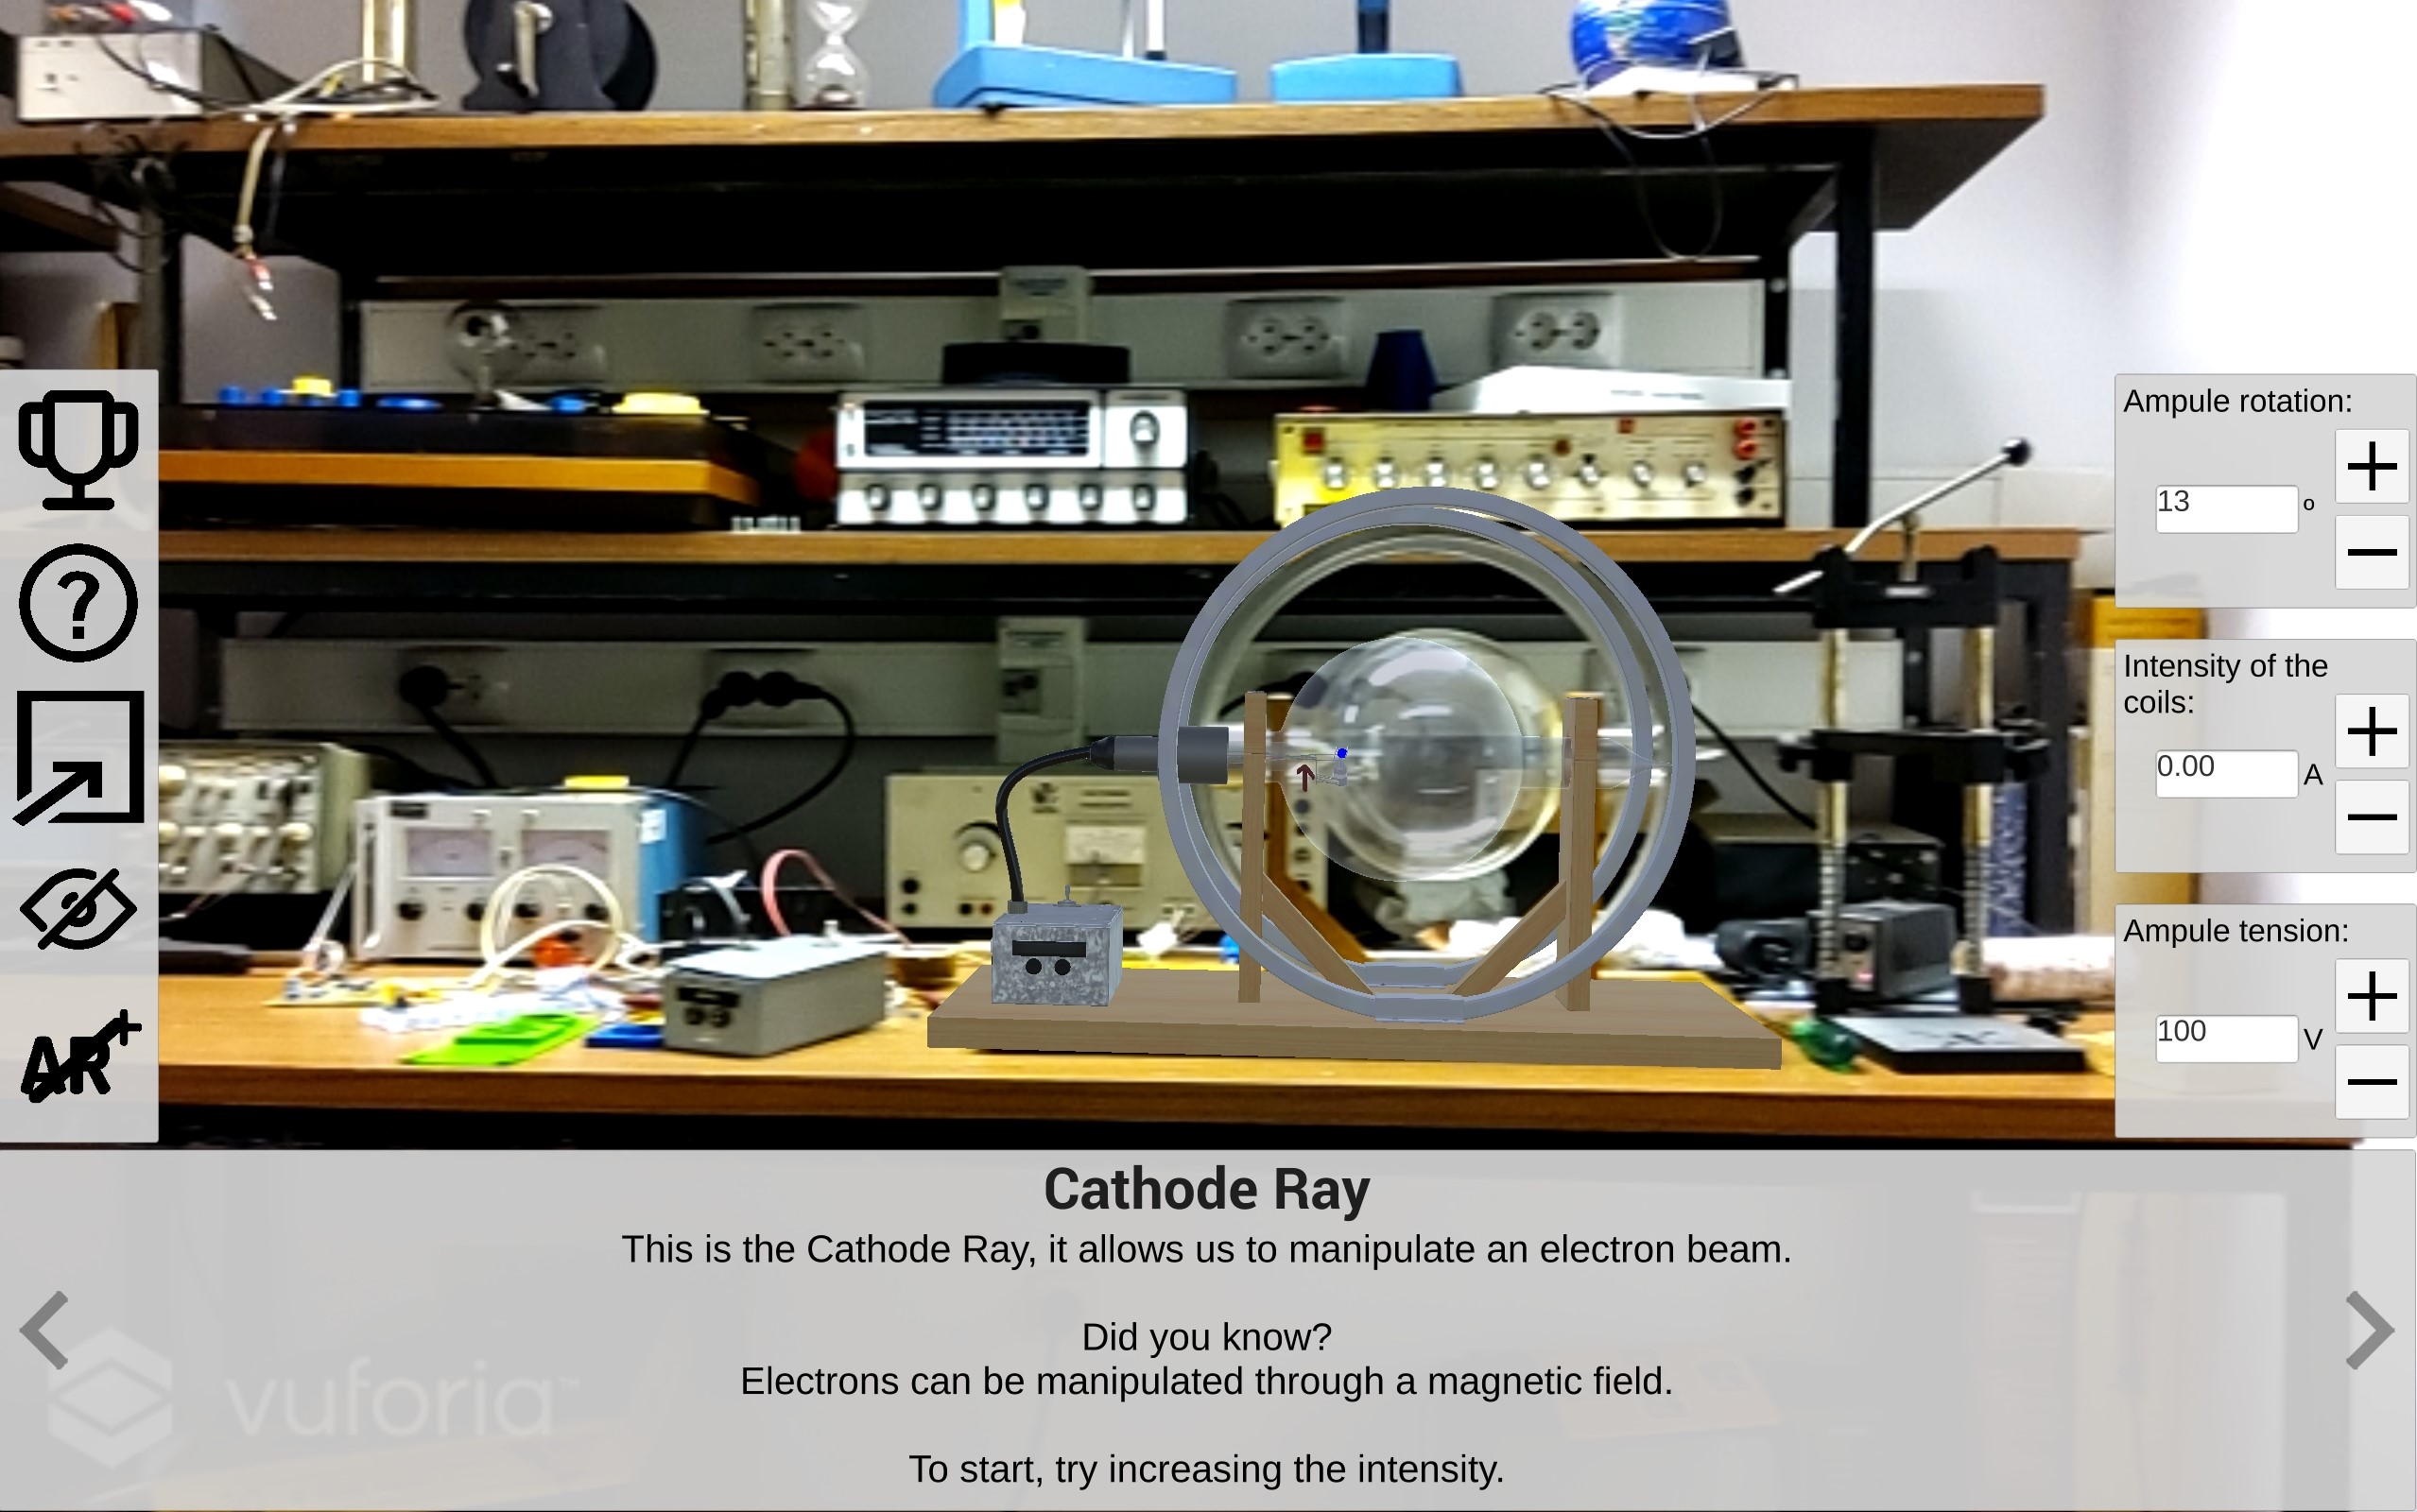 Ampule rotation:
13 º
Intensity of the
coils:
0.00 A
Ampule tension:
100 V
AR+
Cathode Ray
This is the Cathode Ray, it allows us to manipulate an electron beam.
Did you know?
Electrons can be manipulated through a magnetic field.
To start, try increasing the intensity.
vuforia™